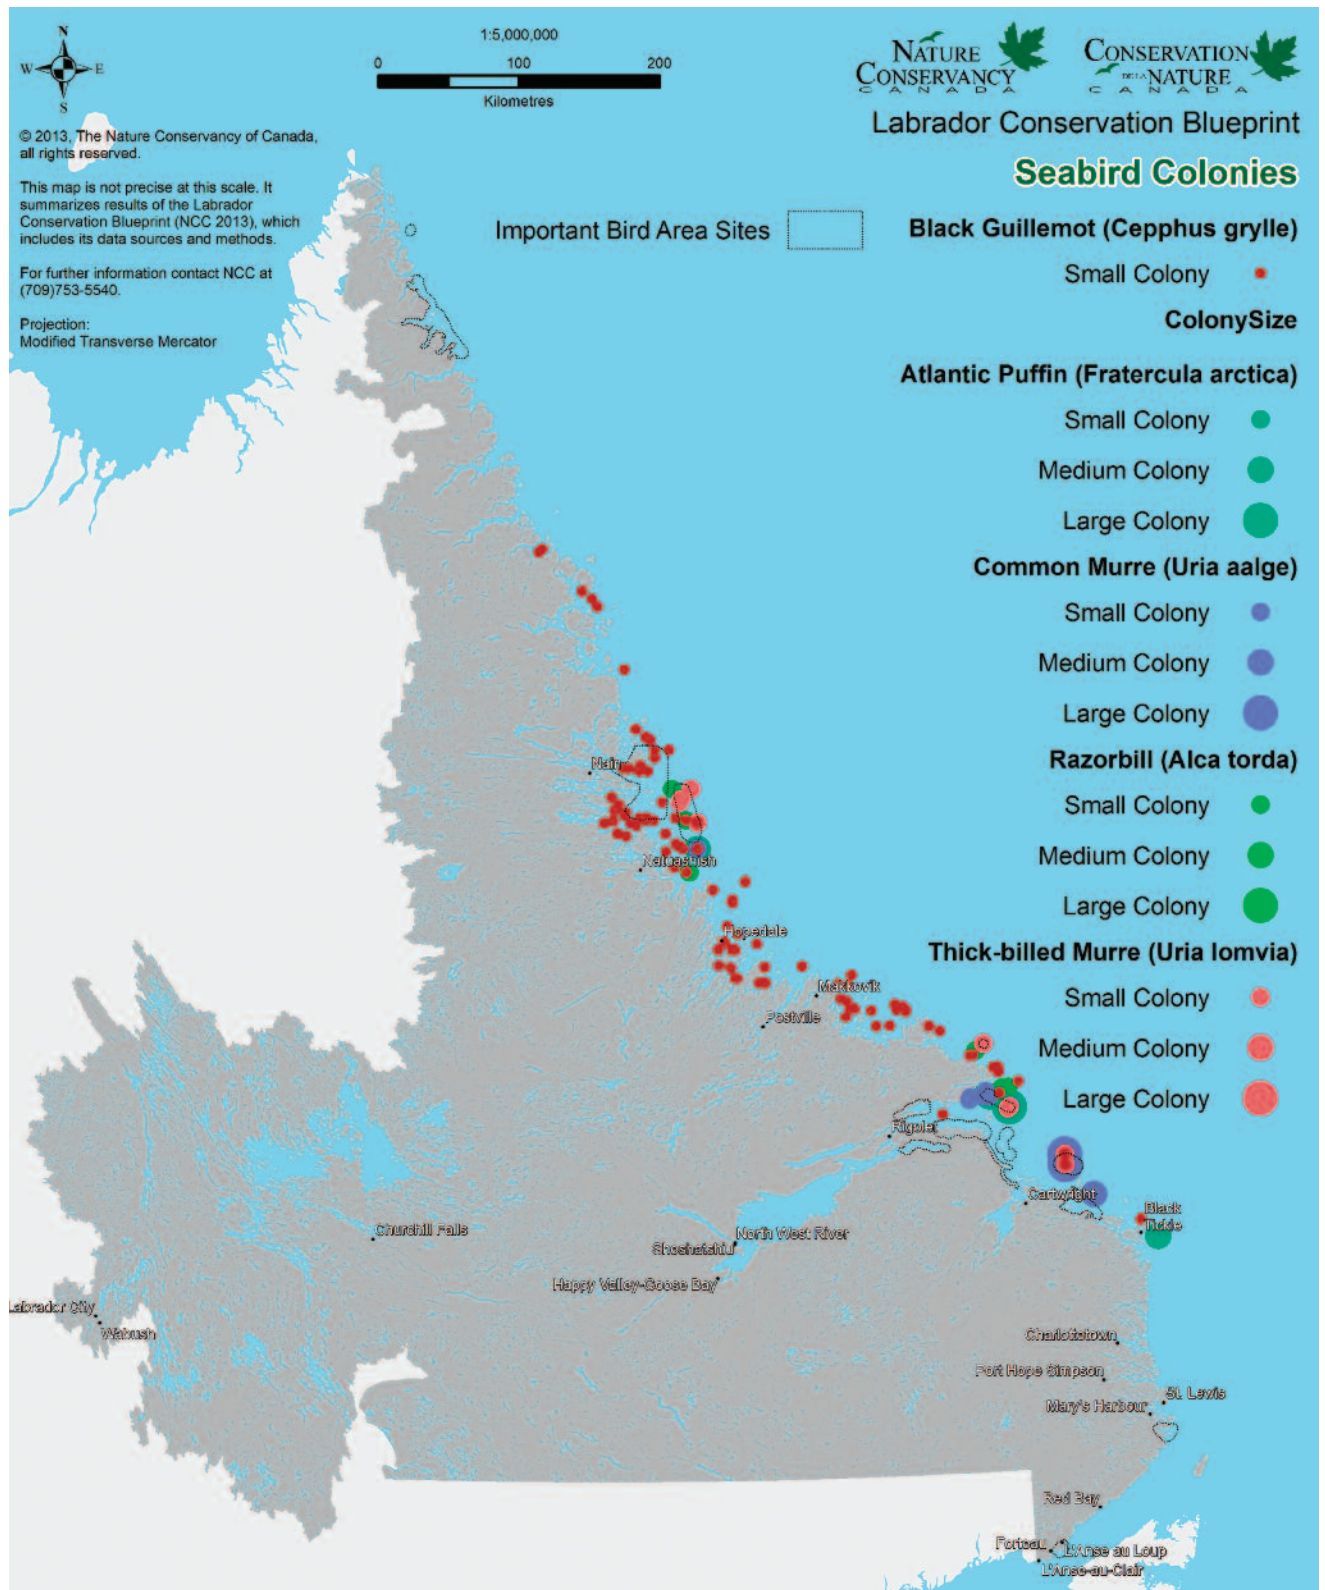 N
W E
S
1:5,000,000
0 100 200
Kilometres
NATURE
CONSERVANCY
CANADA
CONSERVATION
DE LA NATURE
CANADA
Labrador Conservation Blueprint
Seabird Colonies
© 2013, The Nature Conservancy of Canada,
all rights reserved.
This map is not precise at this scale. It
summarizes results of the Labrador
Conservation Blueprint (NCC 2013), which
includes its data sources and methods.
For further information contact NCC at
(709)753-5540.
Projection:
Modified Transverse Mercator
Important Bird Area Sites
Black Guillemot (Cepphus grylle)
Small Colony
ColonySize
Atlantic Puffin (Fratercula arctica)
Small Colony
Medium Colony
Large Colony
Common Murre (Uria aalge)
Small Colony
Medium Colony
Large Colony
Razorbill (Alca torda)
Small Colony
Medium Colony
Large Colony
Thick-billed Murre (Uria lomvia)
Small Colony
Medium Colony
Large Colony
Nain
Natuashish
Hopedale
Makkovik
Postville
Rigolet
Cartwright
Black
Tickle
Churchill Falls
North West River
Sheshatshiu
Happy Valley-Goose Bay
Labrador City
Wabush
Charlottetown
Port Hope Simpson
St. Lewis
Mary's Harbour
Red Bay
Forteau
L'Anse au Loup
L'Anse-au-Clair